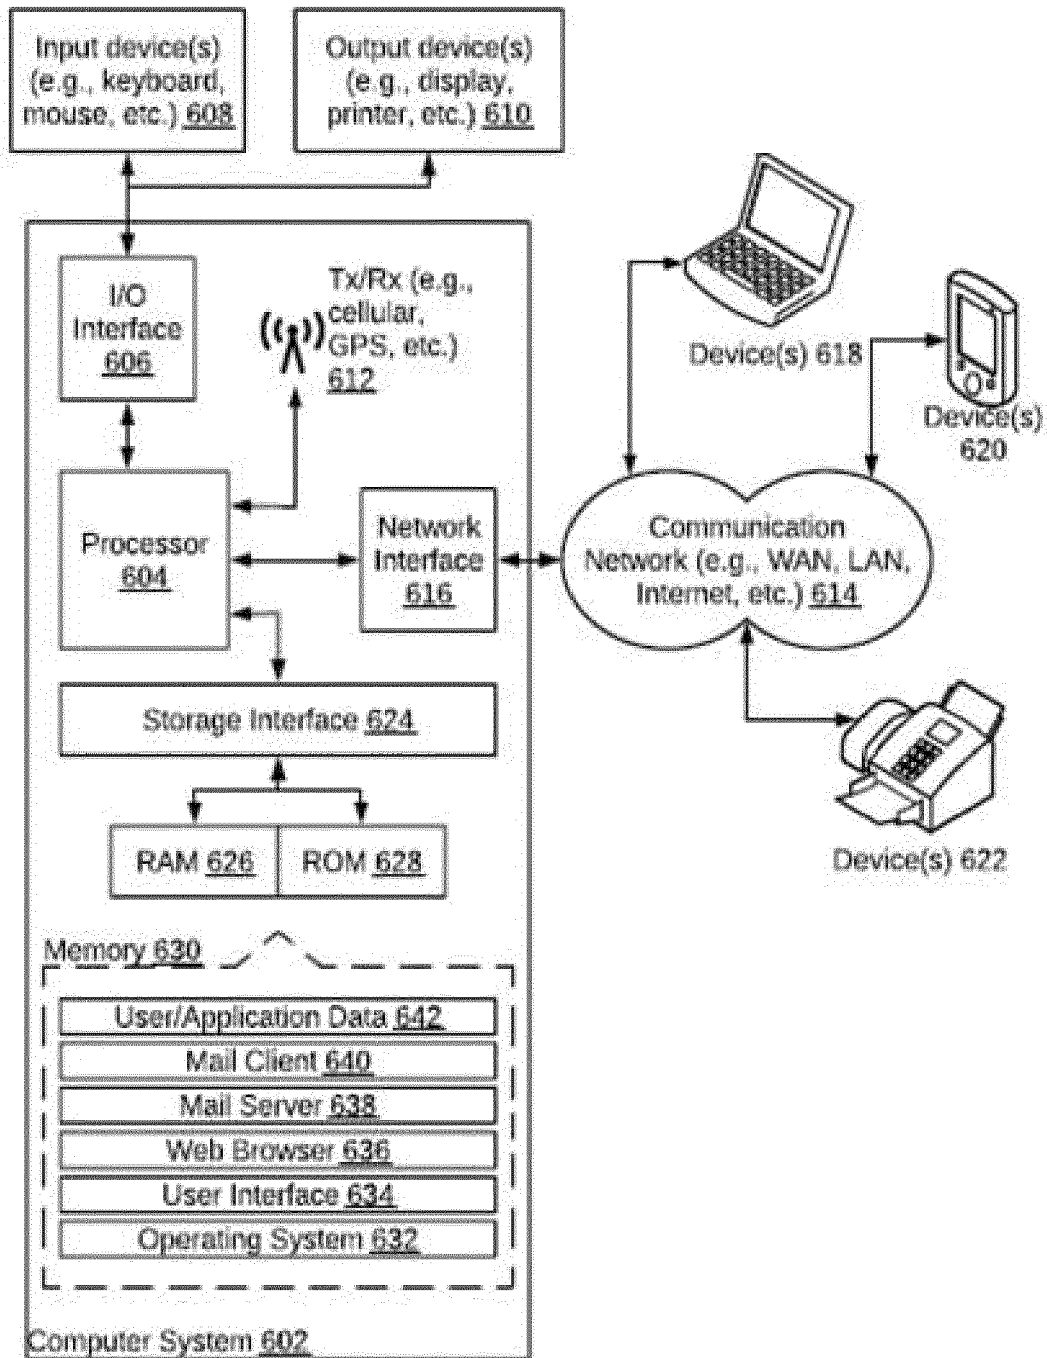 Input device(s)
(e.g., keyboard,
mouse, etc.) 608
Output device(s)
(e.g., display,
printer, etc.) 610
I/O
Interface
606
Tx/Rx (e.g.,
cellular,
GPS, etc.)
612
Device(s) 618
Device(s)
620
Processor
604
Network
Interface
616
Communication
Network (e.g., WAN, LAN,
Internet, etc.) 614
Storage Interface 624
RAM 626
ROM 628
Device(s) 622
Memory 630
User/Application Data 642
Mail Client 640
Mail Server 638
Web Browser 636
User Interface 634
Operating System 632
Computer System 602